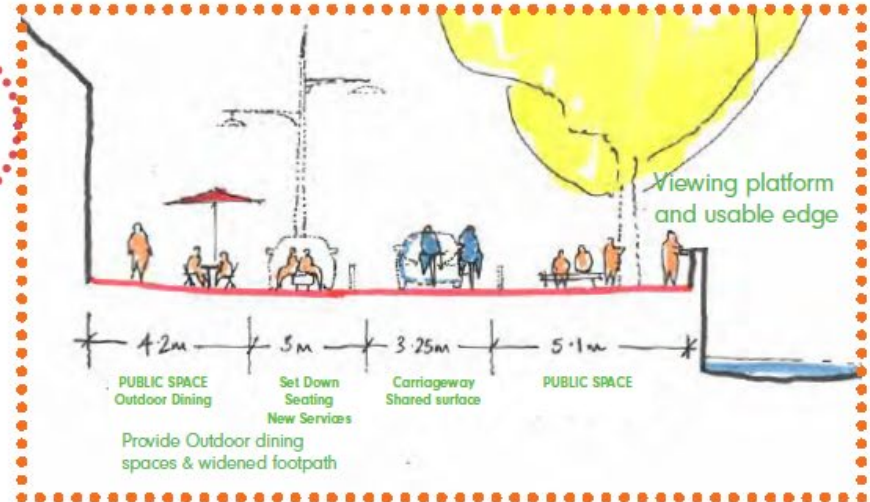 Viewing platform
and usable edge
4.2m
3m
3.25m
5.1m
PUBLIC SPACE
Outdoor Dining
Set Down
Seating
New Services
Carriageway
Shared surface
PUBLIC SPACE
Provide Outdoor dining
spaces & widened footpath